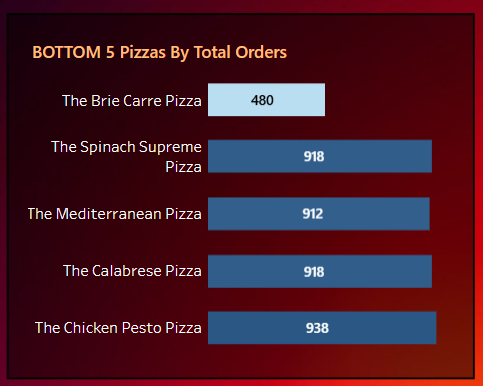 BOTTOM 5 Pizzas By Total Orders
The Brie Carre Pizza 480
The Spinach Supreme
Pizza 918
The Mediterranean Pizza 912
The Calabrese Pizza 918
The Chicken Pesto Pizza 938